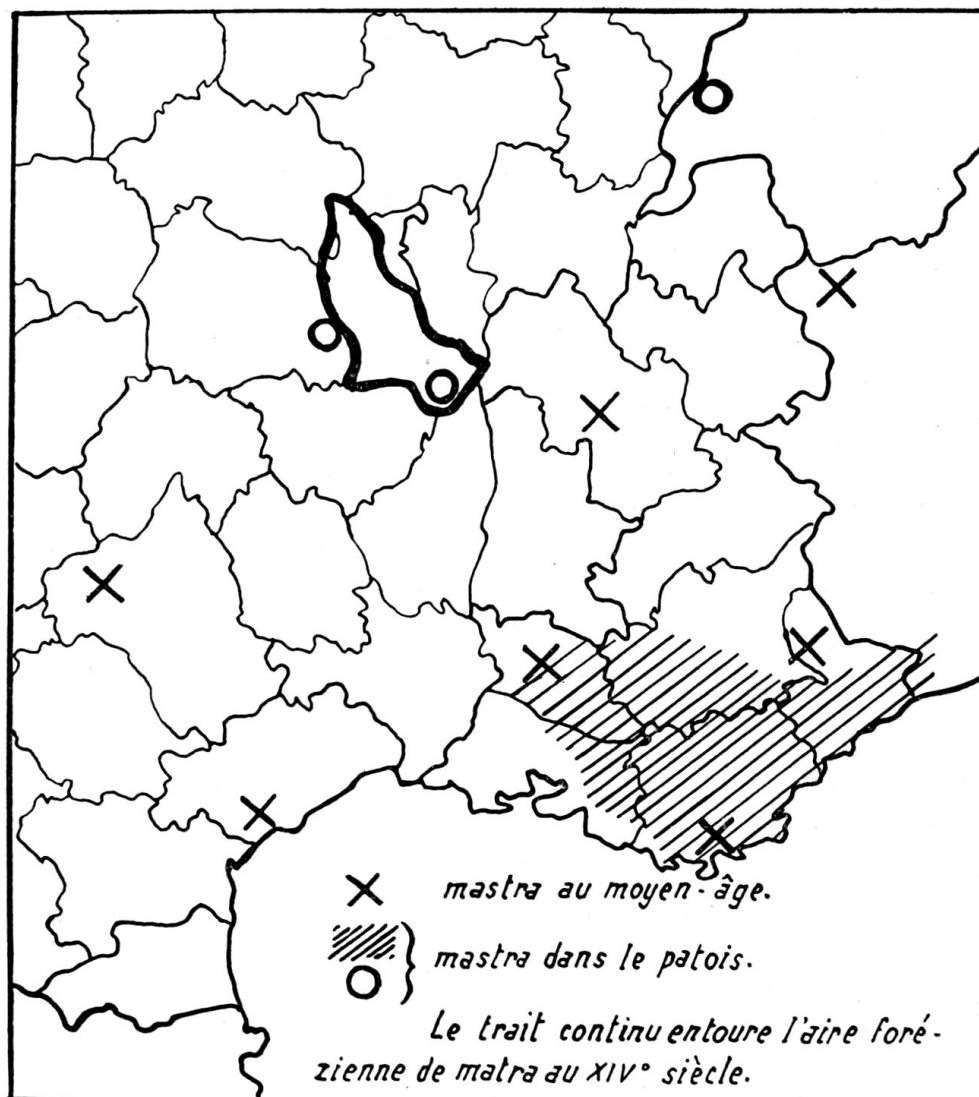 mastra au moyen-âge.
mastra dans le patois.
Le trait continu entoure l'aire foré-
zienne de matra au XIVº siècle.